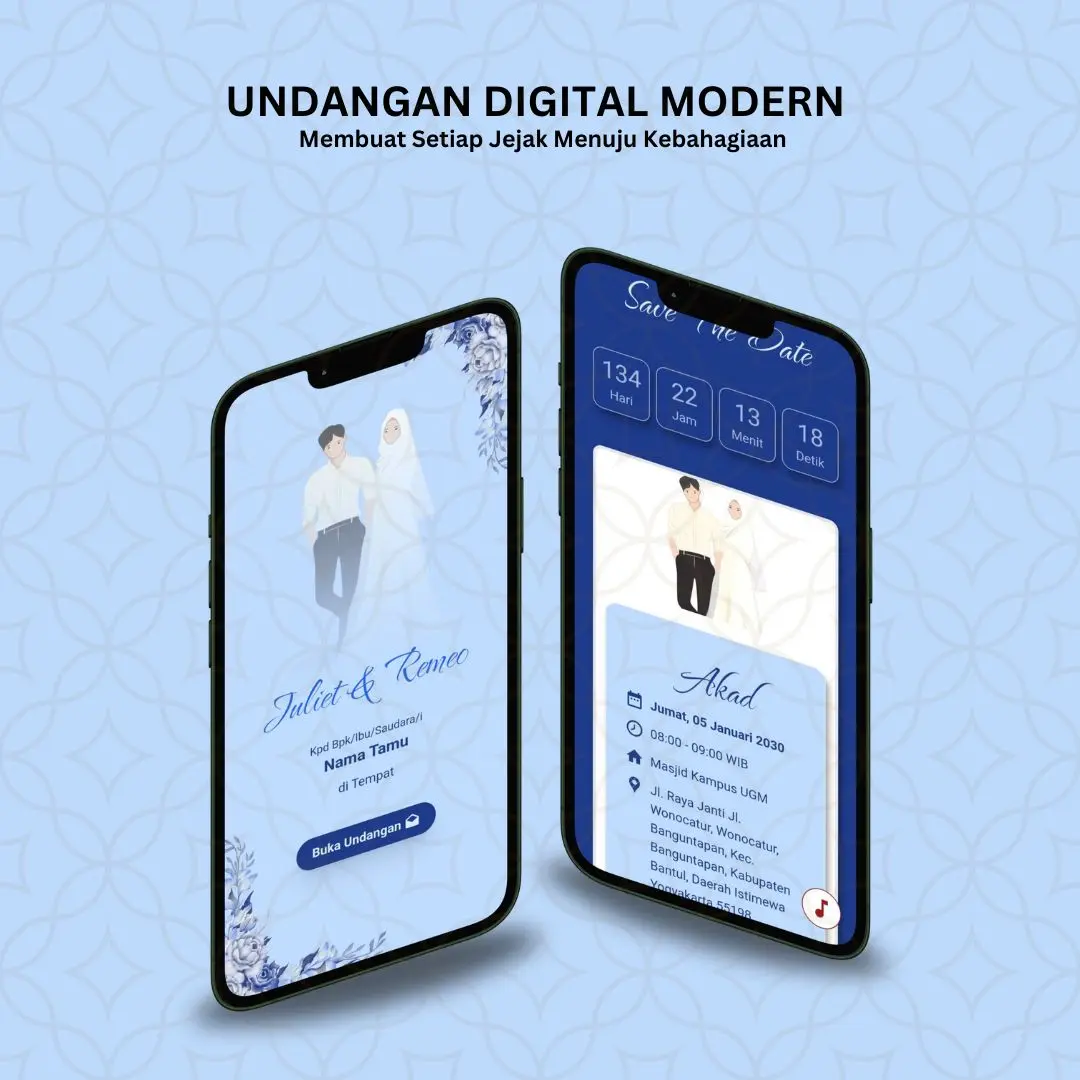 UNDANGAN DIGITAL MODERN
Membuat Setiap Jejak Menuju Kebahagiaan
Juliet & Remeo
Kpd Bpk/Ibu/Saudara/i
Nama Tamu
di Tempat
Buka Undangan
Save The Date
134 22 13 18
Hari Jam Menit Detik
Akad
Jumat, 05 Januari 2030
08:00 - 09:00 WIB
Masjid Kampus UGM
Jl. Raya Janti Jl.
Wonocatur, Wonocatur,
Banguntapan, Kec.
Banguntapan, Kabupaten
Bantul, Daerah Istimewa
Yogyakarta 55198